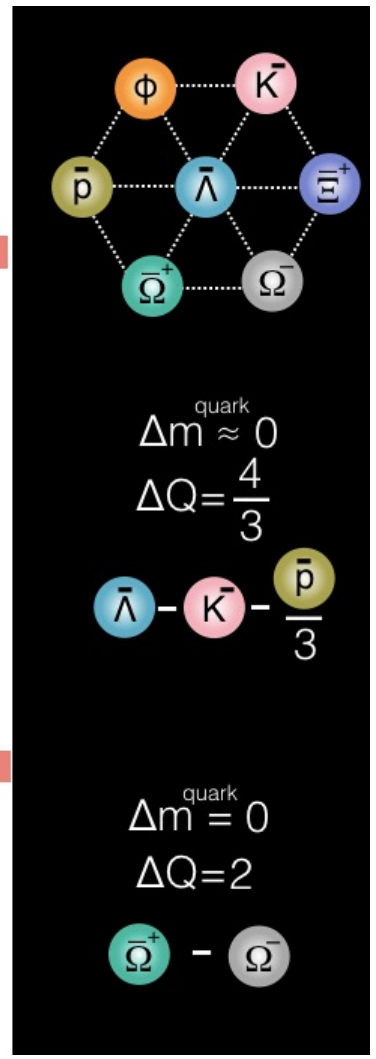 ϕ K̄
p̄ Λ̄ Ξ̄⁺
Ω̄⁺ Ω⁻
Δm^quark ≈ 0
ΔQ = 4/3
Λ̄ – K̄ – p̄/3
Δm^quark = 0
ΔQ=2
Ω̄⁺ – Ω⁻